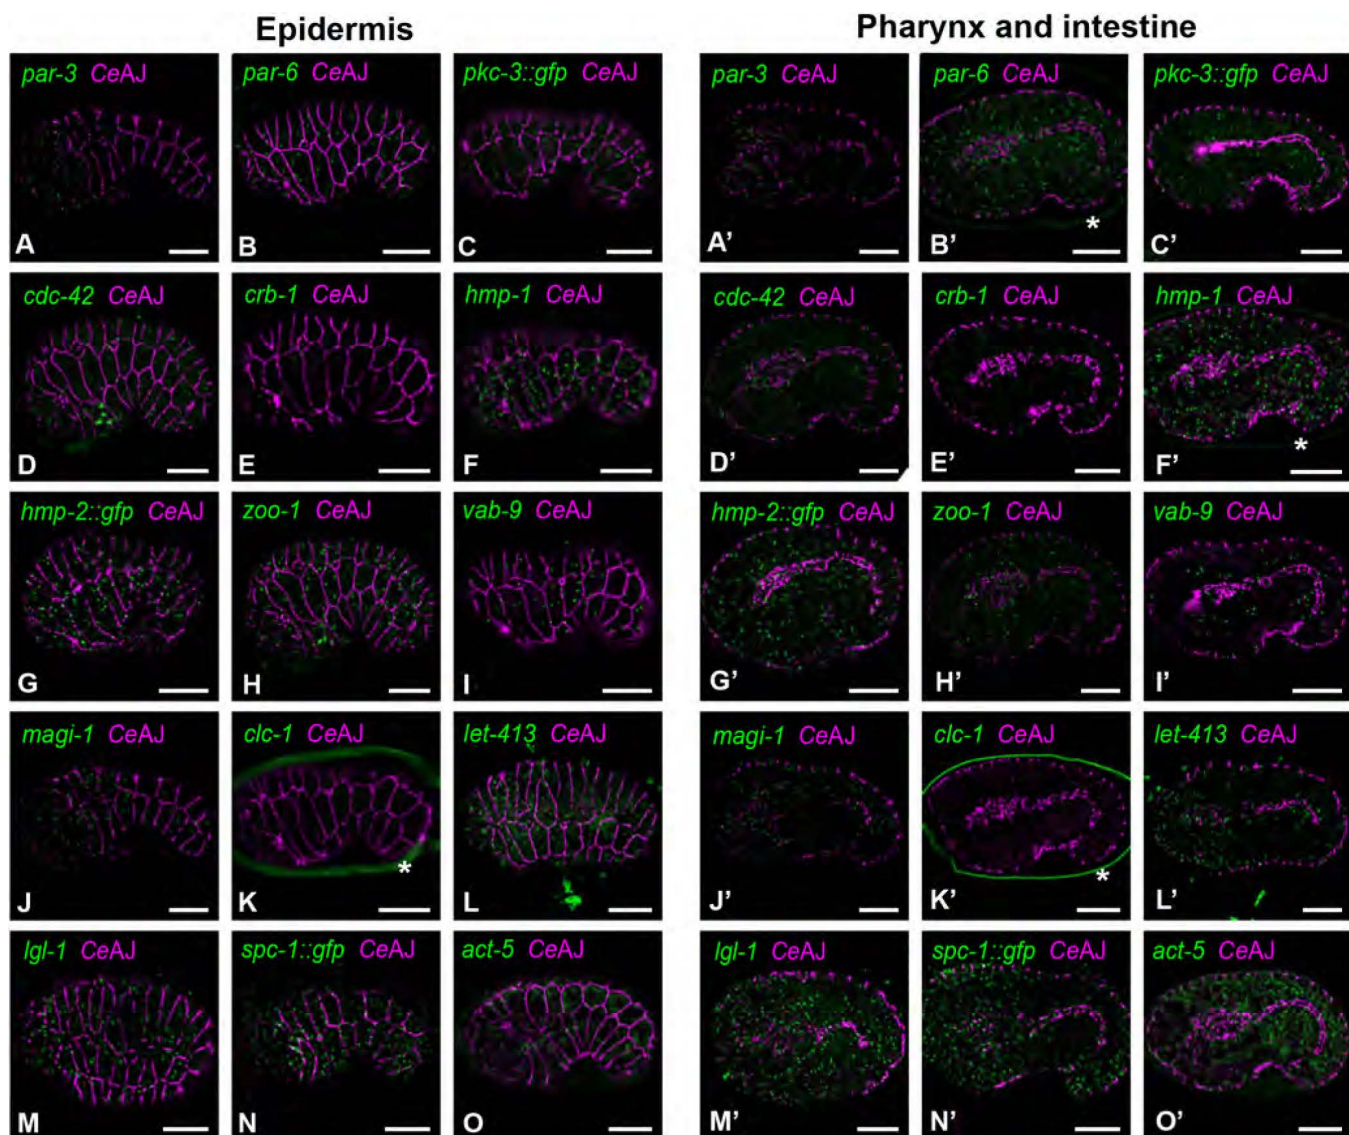 Epidermis Pharynx and intestine
par-3 CeAJ par-6 CeAJ pkc-3::gfp CeAJ par-3 CeAJ par-6 CeAJ pkc-3::gfp CeAJ
A B C A’ B’ * C’
cdc-42 CeAJ crb-1 CeAJ hmp-1 CeAJ cdc-42 CeAJ crb-1 CeAJ hmp-1 CeAJ
D E F D’ E’ F’ *
hmp-2::gfp CeAJ zoo-1 CeAJ vab-9 CeAJ hmp-2::gfp CeAJ zoo-1 CeAJ vab-9 CeAJ
G H I G’ H’ I’
magi-1 CeAJ clc-1 CeAJ let-413 CeAJ magi-1 CeAJ clc-1 CeAJ let-413 CeAJ
J K * L J’ K’ * L’
lgl-1 CeAJ spc-1::gfp CeAJ act-5 CeAJ lgl-1 CeAJ spc-1::gfp CeAJ act-5 CeAJ
M N O M’ N’ O’